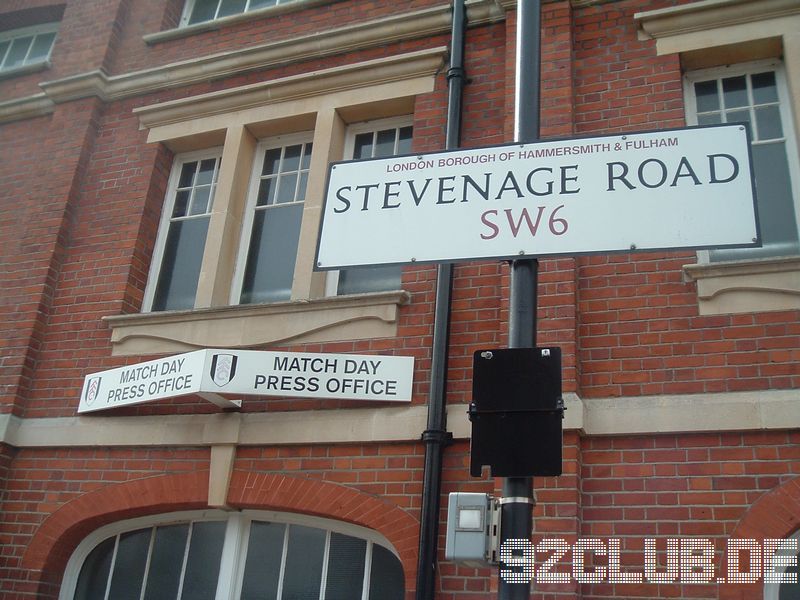 LONDON BOROUGH OF HAMMERSMITH & FULHAM
STEVENAGE ROAD
SW6
MATCH DAY
PRESS OFFICE
MATCH DAY
PRESS OFFICE
92CLUB.DE